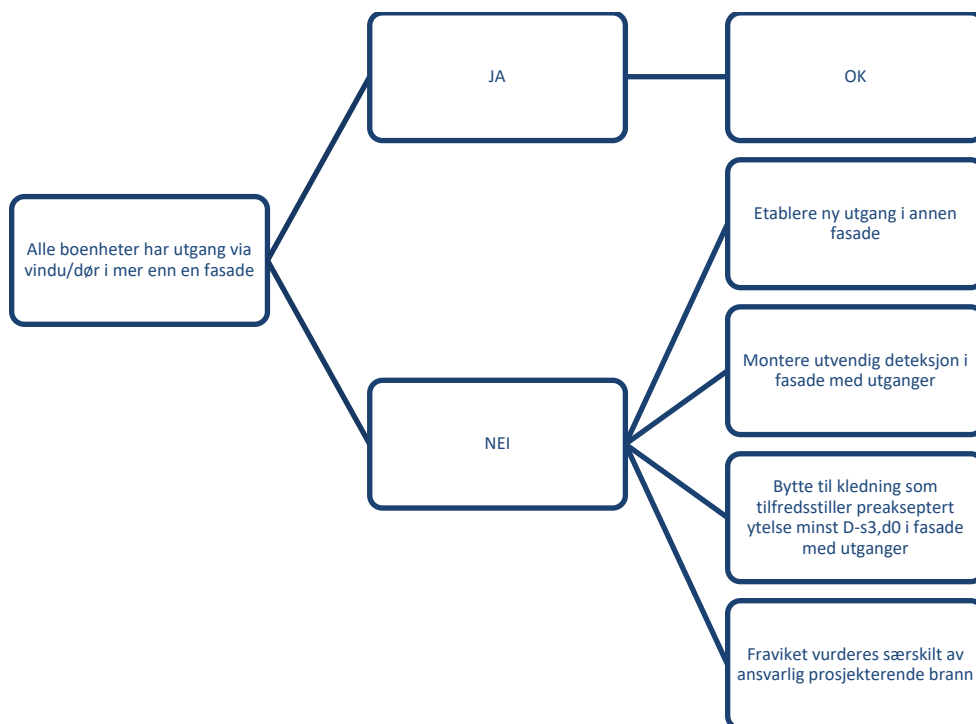 Alle boenheter har utgang via
vindu/dør i mer enn en fasade
JA
OK
NEI
Etablere ny utgang i annen
fasade
Montere utvendig deteksjon i
fasade med utganger
Bytte til kledning som
tilfredsstiller preakseptert
ytelse minst D-s3,d0 i fasade
med utganger
Fraviket vurderes særskilt av
ansvarlig prosjekterende brann